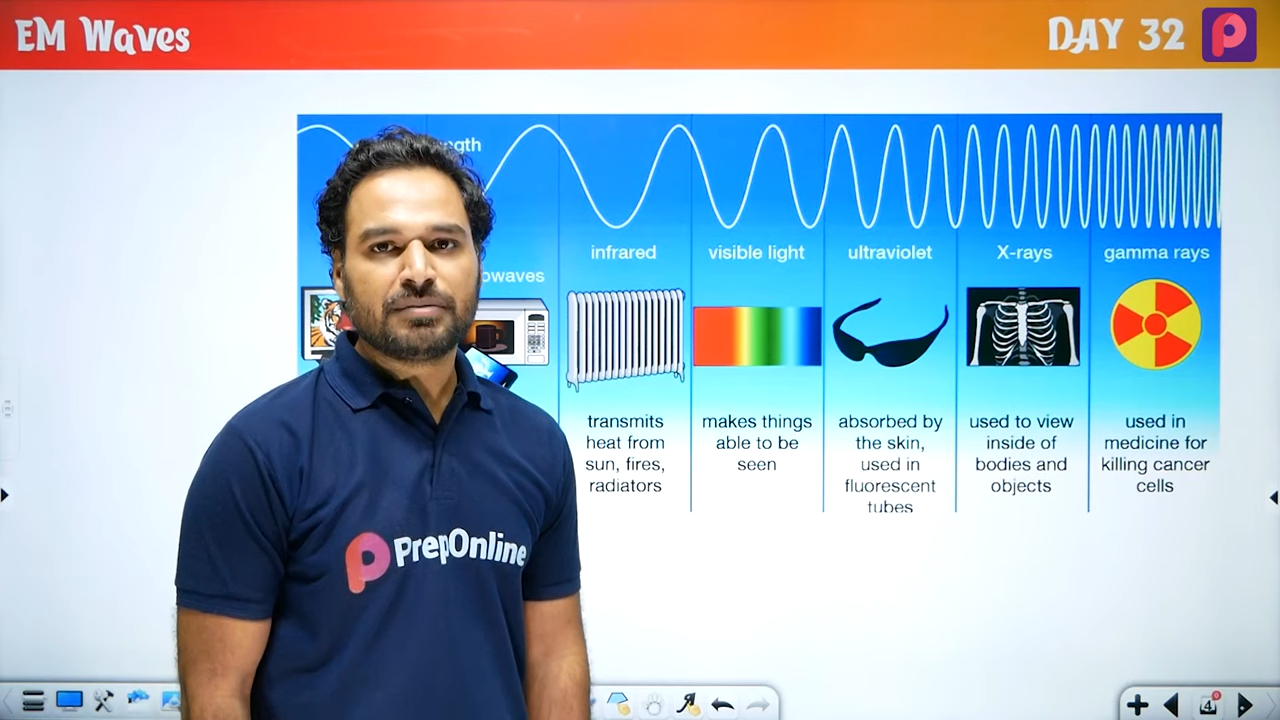 EM Waves
DAY 32
infrared
visible light
ultraviolet
X-rays
gamma rays
transmits
heat from
sun, fires,
radiators
makes things
able to be
seen
absorbed by
the skin,
used in
fluorescent
tubes
used to view
inside of
bodies and
objects
used in
medicine for
killing cancer
cells
PrepOnline
4